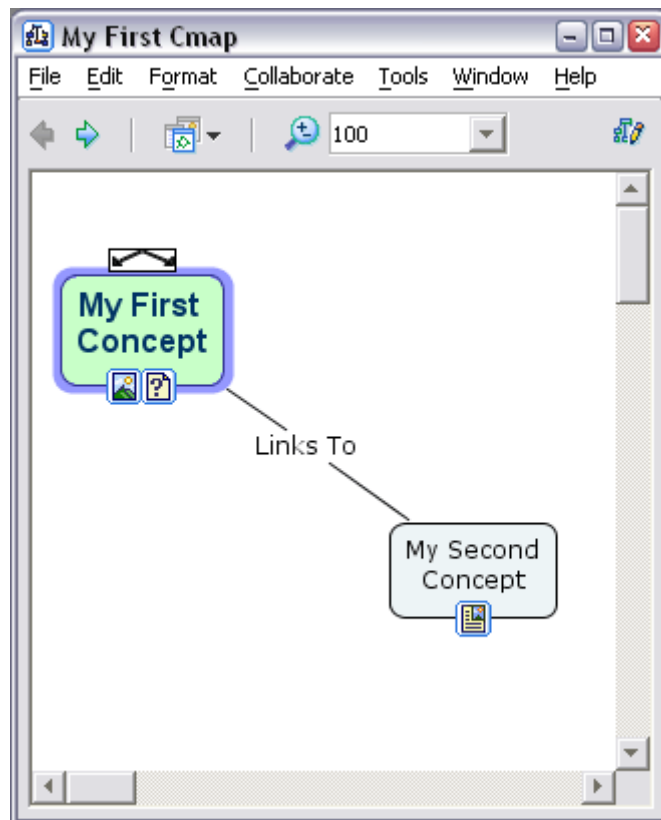 My First Cmap
File Edit Format Collaborate Tools Window Help
100
My First
Concept
Links To
My Second
Concept